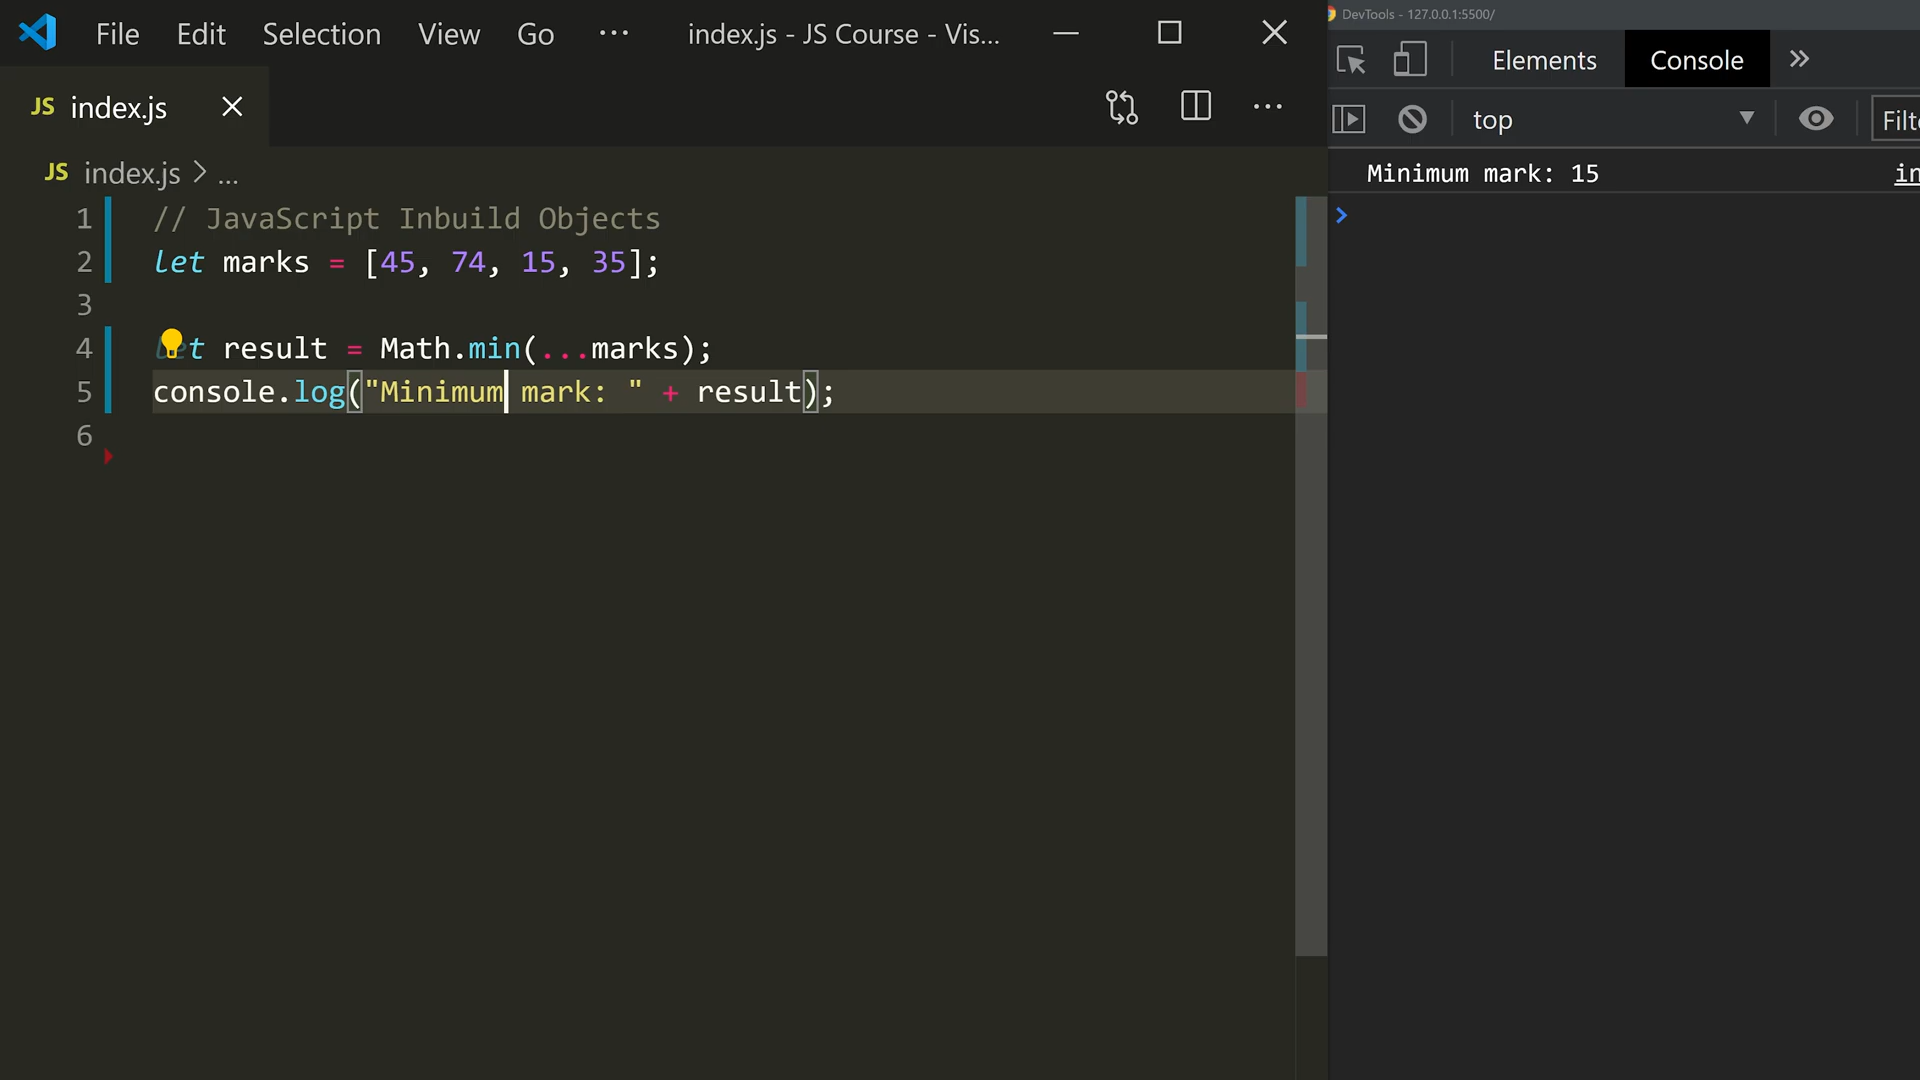 File Edit Selection View Go ··· index.js - JS Course - Vis...
JS index.js
JS index.js > ...
1 // JavaScript Inbuild Objects
2 let marks = [45, 74, 15, 35];
3
4 let result = Math.min(...marks);
5 console.log("Minimum mark: " + result);
6
DevTools - 127.0.0.1:5500/
Elements Console »
top Filt
Minimum mark: 15 in